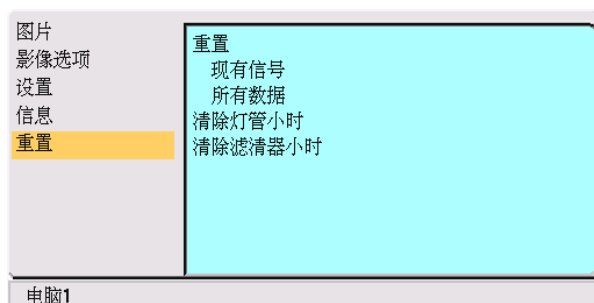 图片
影像选项
设置
信息
重置
重置
现有信号
所有数据
清除灯管小时
清除滤清器小时
电脑1